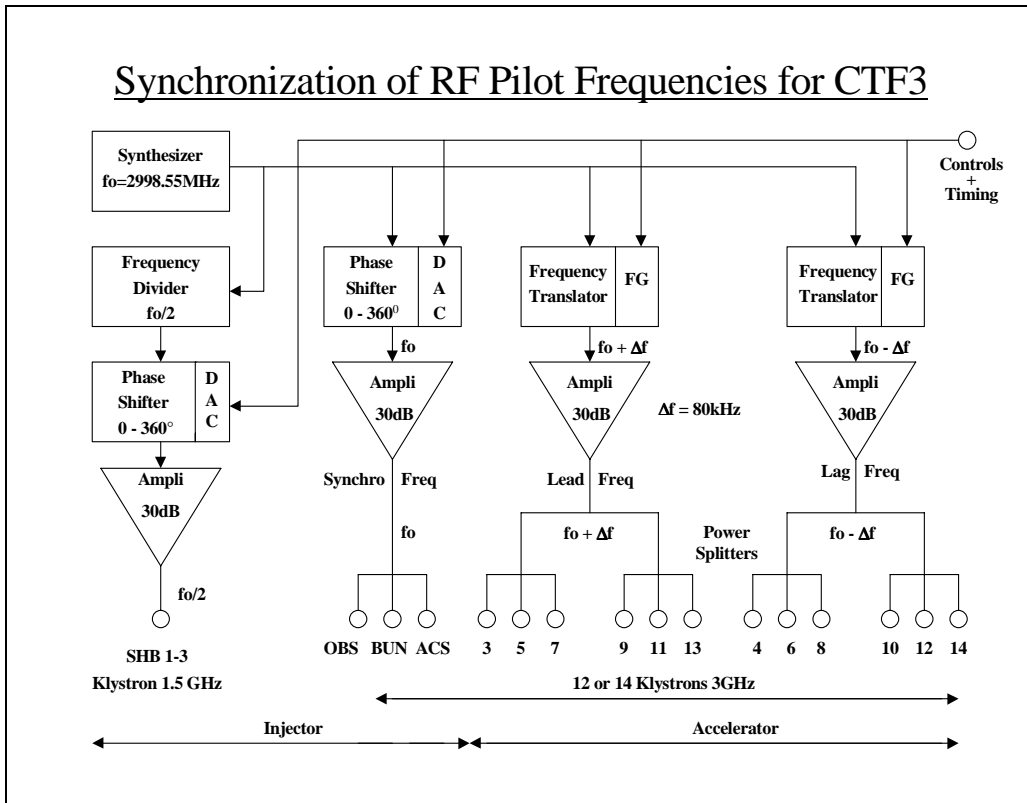 Synchronization of RF Pilot Frequencies for CTF3
Synthesizer
fo=2998.55MHz
Controls
+
Timing
Frequency
Divider
fo/2
Phase
Shifter
0 - 360⁰
D
A
C
Frequency
Translator
FG
Frequency
Translator
FG
fo
fo + Δf
fo - Δf
Phase
Shifter
0 - 360°
D
A
C
Ampli
30dB
Ampli
30dB
Δf = 80kHz
Ampli
30dB
Ampli
30dB
Synchro Freq
Lead Freq
Lag Freq
fo
fo + Δf
Power
Splitters
fo - Δf
fo/2
OBS BUN ACS 3 5 7 9 11 13 4 6 8 10 12 14
SHB 1-3
Klystron 1.5 GHz
12 or 14 Klystrons 3GHz
Injector
Accelerator